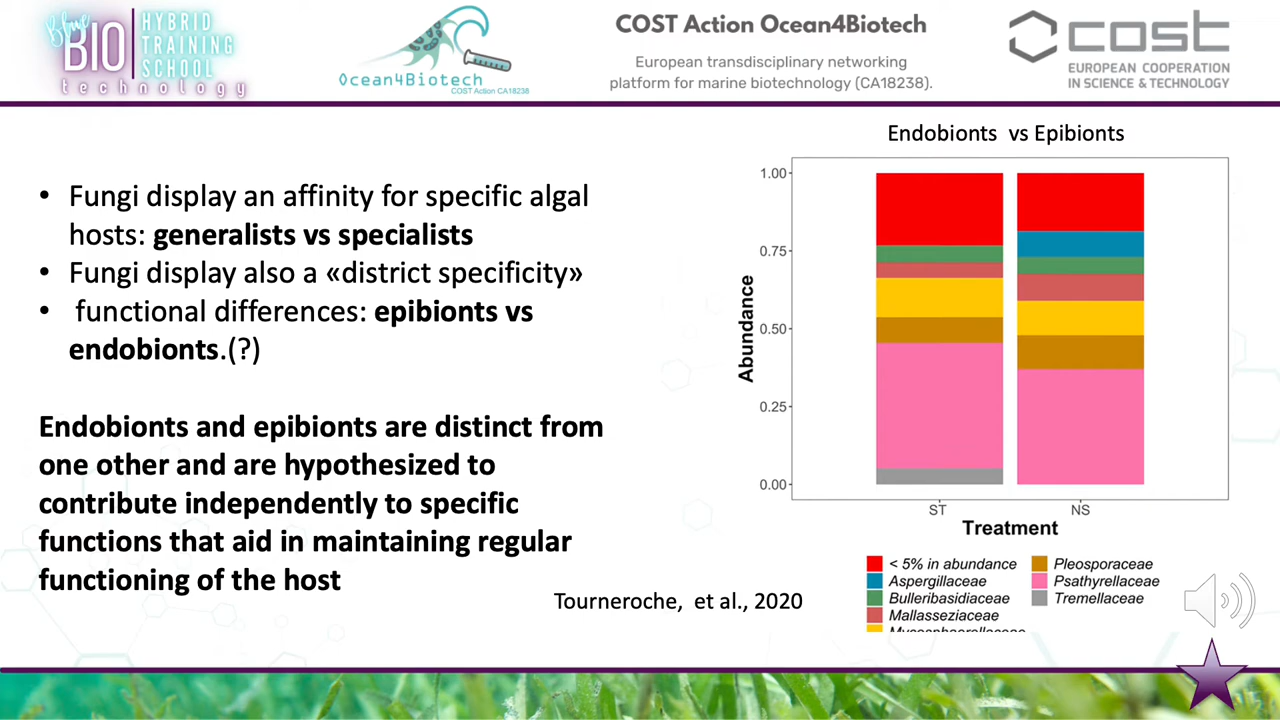 Blue
BIO
HYBRID
TRAINING
SCHOOL
technology
Ocean4Biotech
COST Action CA18238
COST Action Ocean4Biotech
European transdisciplinary networking
platform for marine biotechnology (CA18238).
cost
EUROPEAN COOPERATION
IN SCIENCE & TECHNOLOGY
• Fungi display an affinity for specific algal
hosts: generalists vs specialists
• Fungi display also a «district specificity»
• functional differences: epibionts vs
endobionts.(?)
Endobionts and epibionts are distinct from
one other and are hypothesized to
contribute independently to specific
functions that aid in maintaining regular
functioning of the host
Tourneroche, et al., 2020
Endobionts vs Epibionts
1.00
0.75
0.50
0.25
0.00
Abundance
ST NS
Treatment
< 5% in abundance
Aspergillaceae
Bulleribasidiaceae
Mallasseziaceae
Mycosphaerellaceae
Pleosporaceae
Psathyrellaceae
Tremellaceae